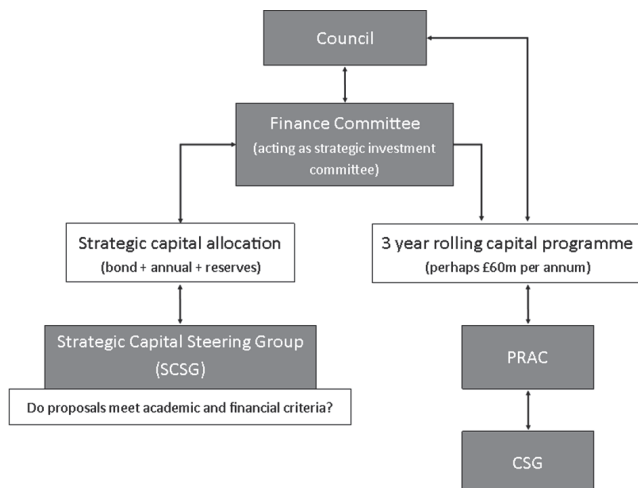 Council
Finance Committee
(acting as strategic investment
committee)
Strategic capital allocation
(bond + annual + reserves)
3 year rolling capital programme
(perhaps £60m per annum)
Strategic Capital Steering Group
(SCSG)
Do proposals meet academic and financial criteria?
PRAC
CSG